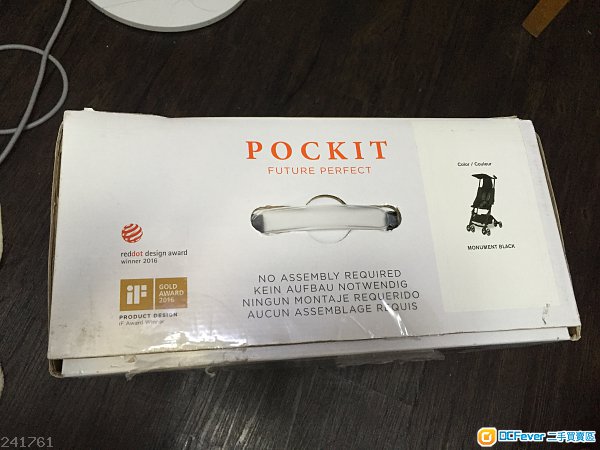 POCKIT
FUTURE PERFECT
Color / Couleur
MONUMENT BLACK
reddot design award
winner 2016
iF
GOLD
AWARD
2016
PRODUCT DESIGN
iF Award Winner
NO ASSEMBLY REQUIRED
KEIN AUFBAU NOTWENDIG
NINGUN MONTAJE REQUERIDO
AUCUN ASSEMBLAGE REQUIS
241761
DCFever 二手買賣區